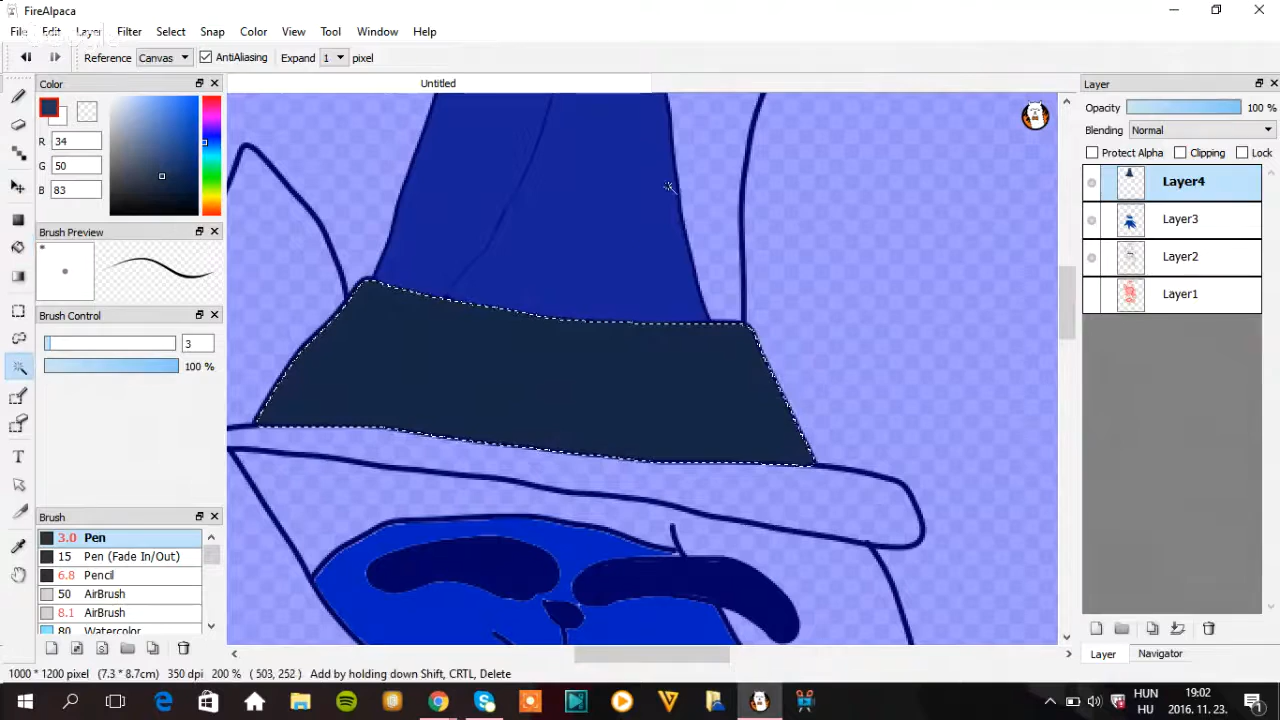 FireAlpaca
File Edit Layer Filter Select Snap Color View Tool Window Help
Reference Canvas AntiAliasing Expand 1 pixel
Color
Untitled
Layer
R 34
G 50
B 83
Opacity 100 %
Blending Normal
Protect Alpha Clipping Lock
Layer4
Layer3
Layer2
Layer1
Brush Preview
Brush Control
3
100 %
Brush
3.0 Pen
15 Pen (Fade In/Out)
6.8 Pencil
50 AirBrush
8.1 AirBrush
80 Watercolor
Layer Navigator
1000 * 1200 pixel (7.3 * 8.7cm) 350 dpi 200 % ( 503, 252 ) Add by holding down Shift, CRTL, Delete
HUN 19:02
HU 2016. 11. 23. 1